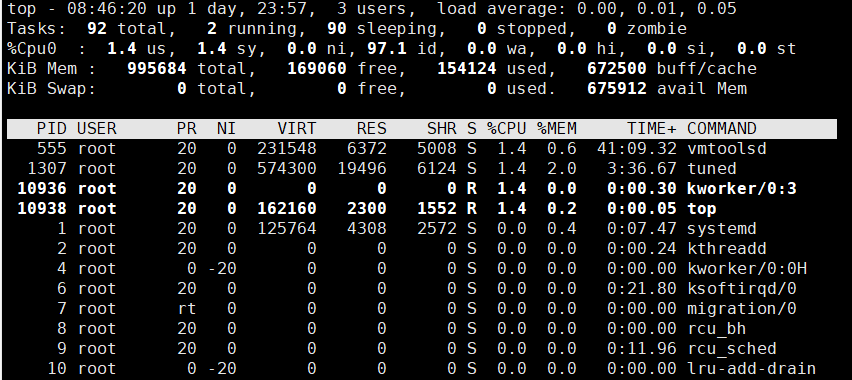 top - 08:46:20 up 1 day, 23:57,  3 users,  load average: 0.00, 0.01, 0.05
Tasks:  92 total,   2 running,  90 sleeping,   0 stopped,   0 zombie
%Cpu0  :  1.4 us,  1.4 sy,  0.0 ni, 97.1 id,  0.0 wa,  0.0 hi,  0.0 si,  0.0 st
KiB Mem :   995684 total,   169060 free,   154124 used,   672500 buff/cache
KiB Swap:        0 total,        0 free,        0 used.   675912 avail Mem
  PID USER      PR  NI    VIRT    RES    SHR S %CPU %MEM     TIME+ COMMAND
  555 root      20   0  231548   6372   5008 S  1.4  0.6  41:09.32 vmtoolsd
 1307 root      20   0  574300  19496   6124 S  1.4  2.0   3:36.67 tuned
10936 root      20   0       0      0      0 R  1.4  0.0   0:00.30 kworker/0:3
10938 root      20   0  162160   2300   1552 R  1.4  0.2   0:00.05 top
    1 root      20   0  125764   4308   2572 S  0.0  0.4   0:07.47 systemd
    2 root      20   0       0      0      0 S  0.0  0.0   0:00.24 kthreadd
    4 root       0 -20       0      0      0 S  0.0  0.0   0:00.00 kworker/0:0H
    6 root      20   0       0      0      0 S  0.0  0.0   0:21.80 ksoftirqd/0
    7 root      rt   0       0      0      0 S  0.0  0.0   0:00.00 migration/0
    8 root      20   0       0      0      0 S  0.0  0.0   0:00.00 rcu_bh
    9 root      20   0       0      0      0 S  0.0  0.0   0:11.96 rcu_sched
   10 root       0 -20       0      0      0 S  0.0  0.0   0:00.00 lru-add-drain